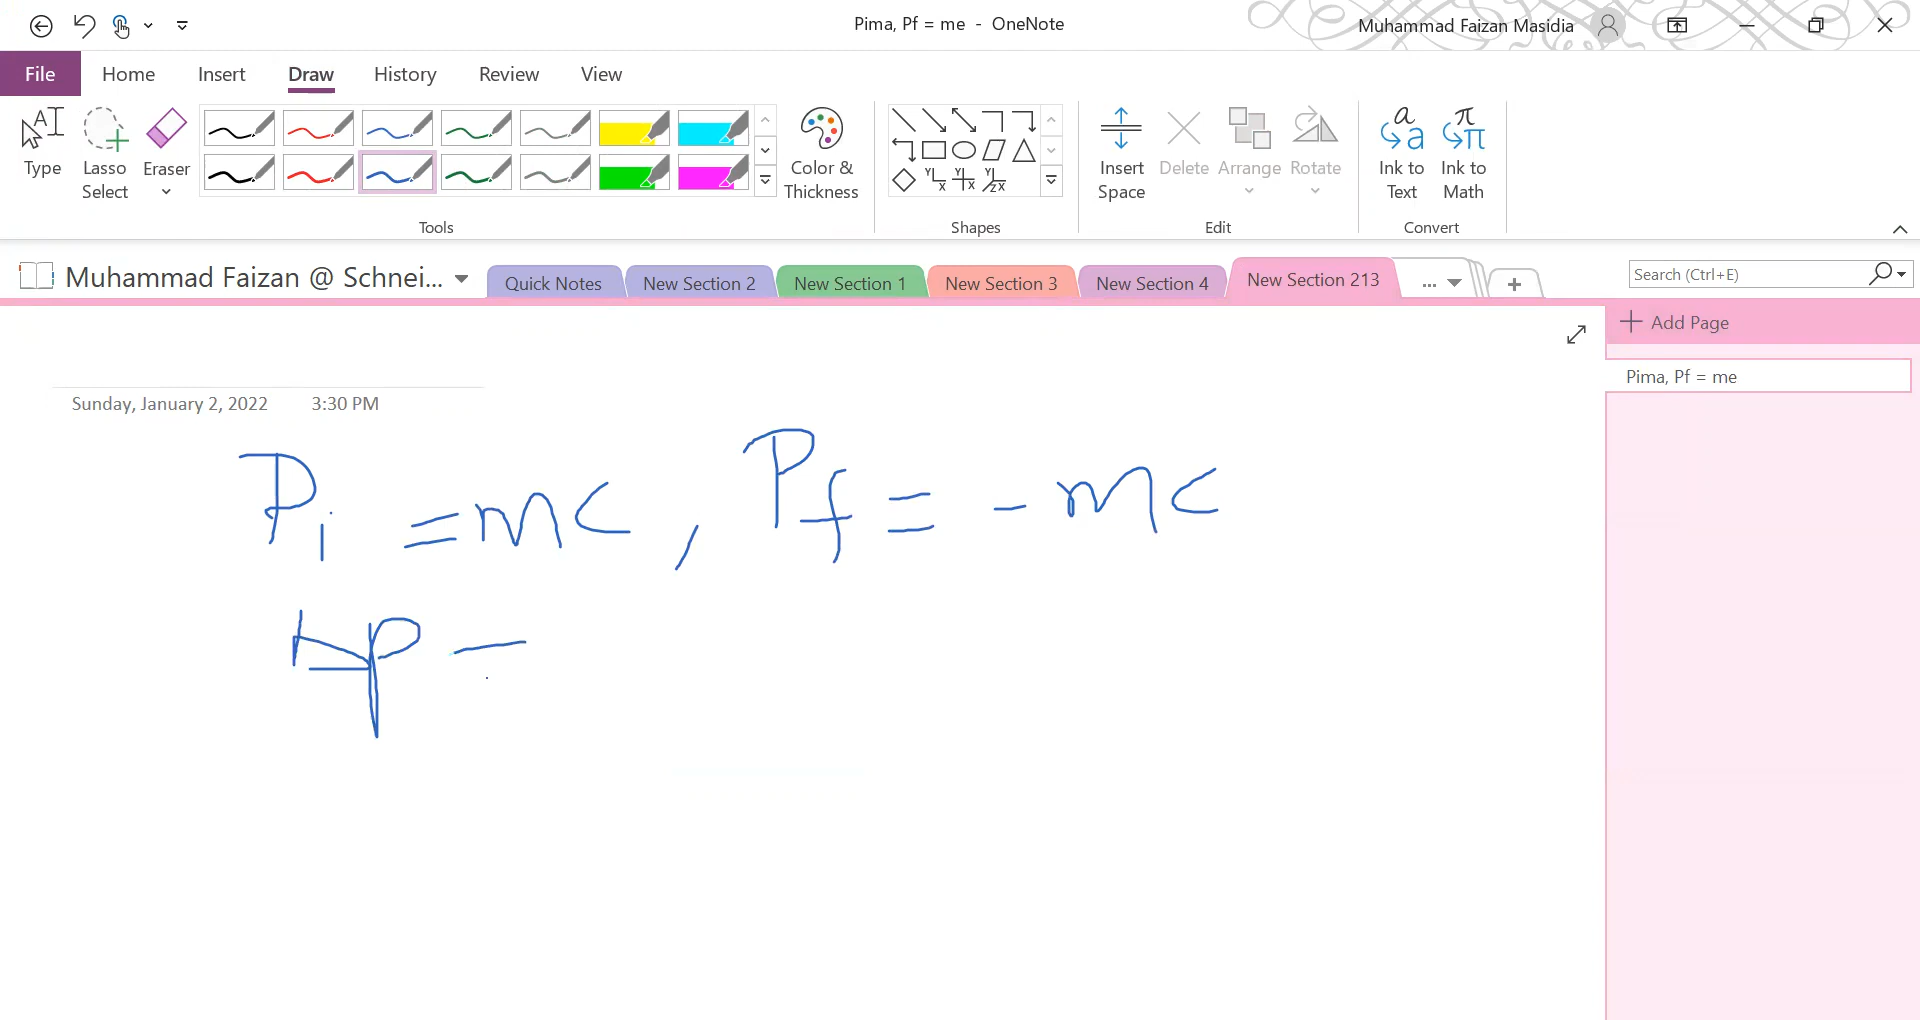 Pima, Pf = me - OneNote
Muhammad Faizan Masidia
File Home Insert Draw History Review View
Type
Lasso Select
Eraser
Color & Thickness
Insert Space
Delete
Arrange
Rotate
Ink to Text
Ink to Math
Tools
Shapes
Edit
Convert
Muhammad Faizan @ Schnei...
Quick Notes
New Section 2
New Section 1
New Section 3
New Section 4
New Section 213
...
Search (Ctrl+E)
Add Page
Pima, Pf = me
Sunday, January 2, 2022 3:30 PM
Pi = mc, Pf = - mc
Δp -